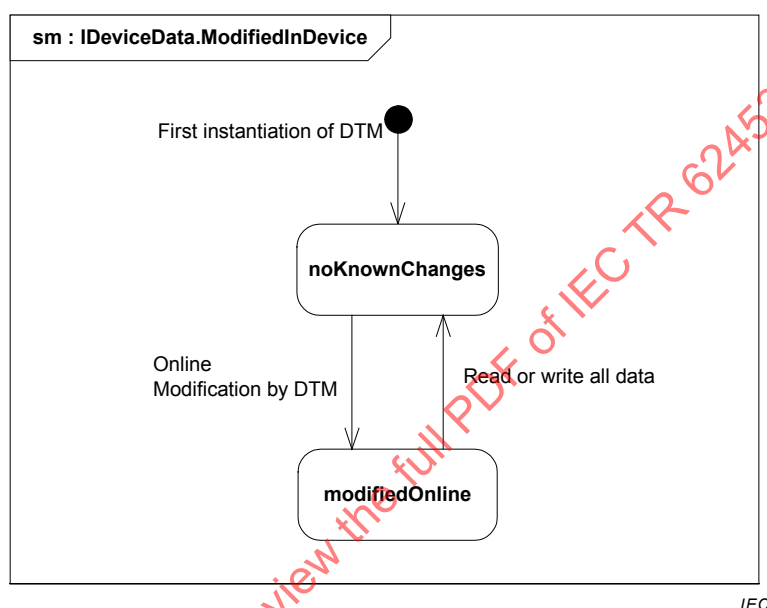 sm : IDeviceData.ModifiedInDevice
First instantiation of DTM
noKnownChanges
Online
Modification by DTM
Read or write all data
modifiedOnline
view the full PDF of IEC TR 62453
IEC